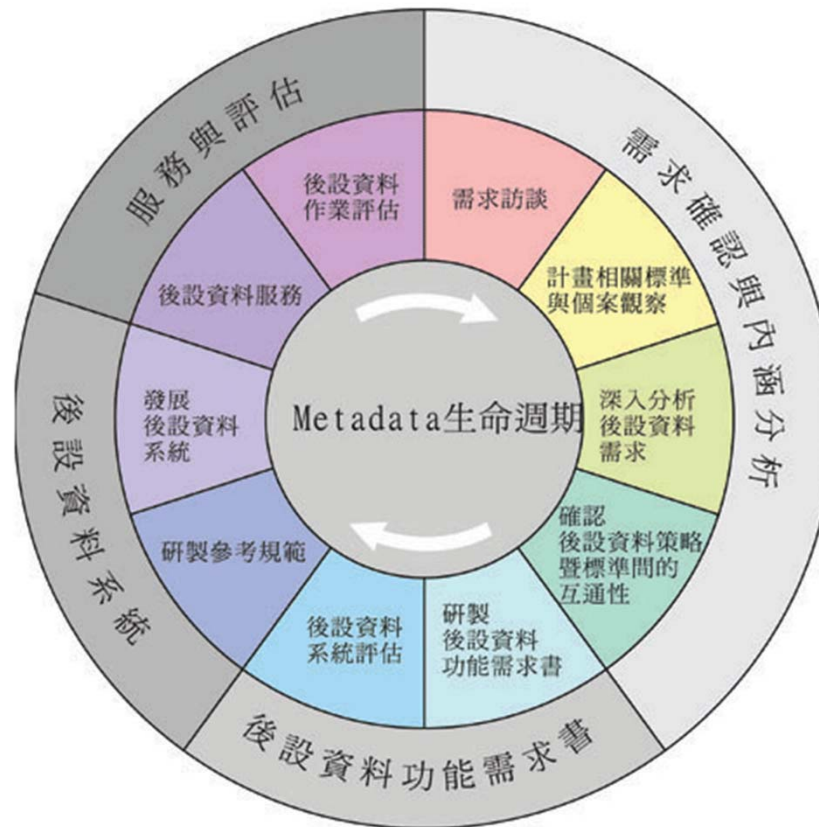 Metadata生命週期
需求確認與內涵分析
需求訪談
計畫相關標準
與個案觀察
深入分析
後設資料
需求
確認
後設資料策略
暨標準間的
互通性
後設資料功能需求書
研製
後設資料
功能需求書
後設資料
系統評估
後設資料系統
研製參考規範
發展
後設資料
系統
服務與評估
後設資料服務
後設資料
作業評估